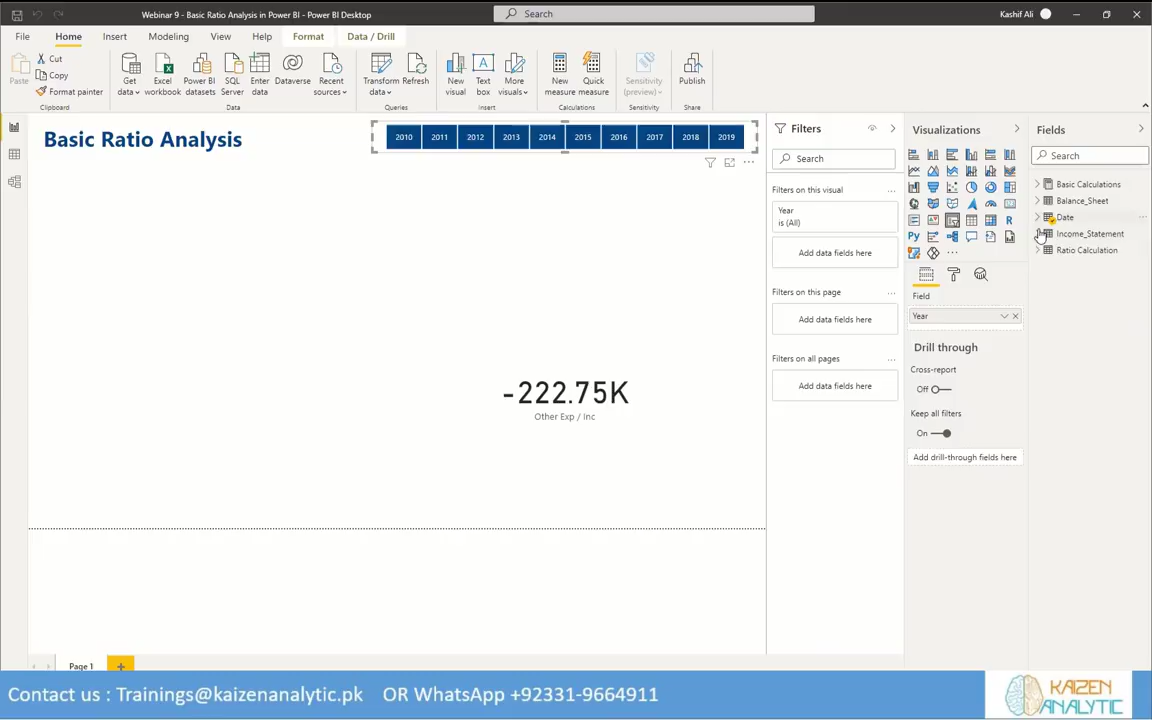 Webinar 9 - Basic Ratio Analysis in Power BI - Power BI Desktop
Search
Kashif Ali
File
Home
Insert
Modeling
View
Help
Format
Data / Drill
Paste
Cut
Copy
Format painter
Clipboard
Get data
Excel workbook
Power BI datasets
SQL Server
Enter data
Dataverse
Recent sources
Data
Transform data
Refresh
Queries
New visual
Text box
More visuals
Insert
New measure
Quick measure
Calculations
Sensitivity (preview)
Sensitivity
Publish
Share
Basic Ratio Analysis
2010 2011 2012 2013 2014 2015 2016 2017 2018 2019
-222.75K
Other Exp / Inc
Page 1
Filters
Search
Filters on this visual
Year
is (All)
Add data fields here
Filters on this page
Add data fields here
Filters on all pages
Add data fields here
Visualizations
R
Py
Field
Year
Drill through
Cross-report
Off
Keep all filters
On
Add drill-through fields here
Fields
Search
Basic Calculations
Balance_Sheet
Date
Income_Statement
Ratio Calculation
Contact us : Trainings@kaizenanalytic.pk OR WhatsApp +92331-9664911
KAIZEN
ANALYTIC